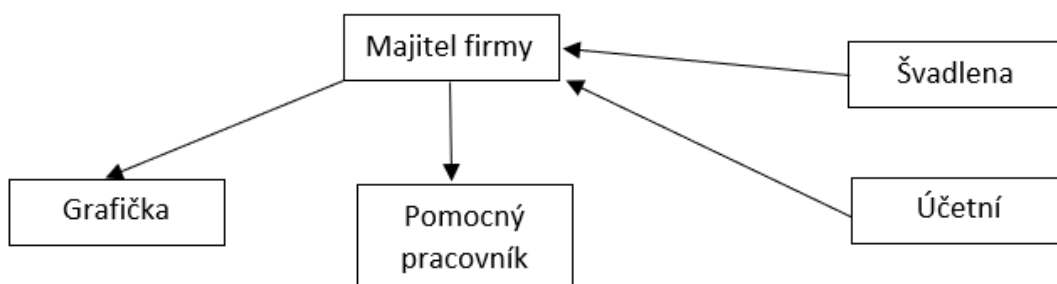 Majitel firmy
Švadlena
Grafička
Pomocný
pracovník
Účetní